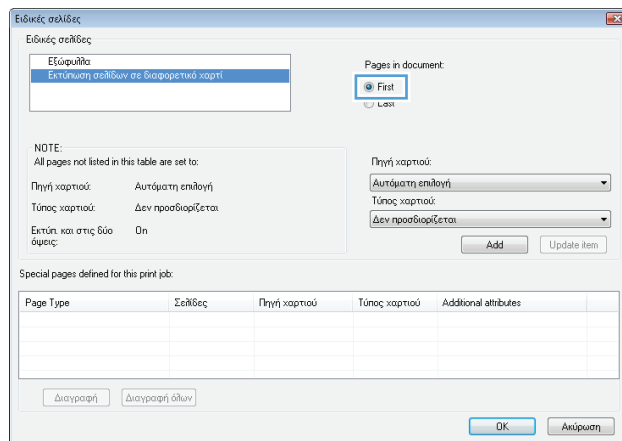 Ειδικές σελίδες
Ειδικές σελίδες
Εξώφυλλα
Εκτύπωση σελίδων σε διαφορετικό χαρτί
Pages in document:
First
Last
NOTE:
All pages not listed in this table are set to:
Πηγή χαρτιού: Αυτόματη επιλογή
Τύπος χαρτιού: Δεν προσδιορίζεται
Εκτύπ. και στις δύο όψεις: On
Πηγή χαρτιού:
Αυτόματη επιλογή
Τύπος χαρτιού:
Δεν προσδιορίζεται
Add Update item
Special pages defined for this print job:
Page Type Σελίδες Πηγή χαρτιού Τύπος χαρτιού Additional attributes
Διαγραφή Διαγραφή όλων
OK Ακύρωση